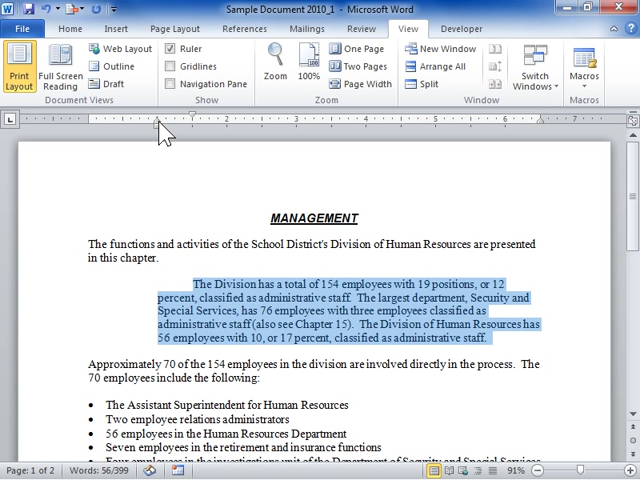 Sample Document 2010_1 - Microsoft Word
File Home Insert Page Layout References Mailings Review View Developer
Print Layout
Full Screen Reading
Web Layout
Outline
Draft
Document Views
Ruler
Gridlines
Navigation Pane
Show
Zoom
100%
One Page
Two Pages
Page Width
Zoom
New Window
Arrange All
Split
Switch Windows
Window
Macros
Macros
2 3 4 5 6 7
MANAGEMENT
The functions and activities of the School District's Division of Human Resources are presented
in this chapter.
The Division has a total of 154 employees with 19 positions, or 12
percent, classified as administrative staff. The largest department, Security and
Special Services, has 76 employees with three employees classified as
administrative staff (also see Chapter 15). The Division of Human Resources has
56 employees with 10, or 17 percent, classified as administrative staff.
Approximately 70 of the 154 employees in the division are involved directly in the process. The
70 employees include the following:
• The Assistant Superintendent for Human Resources
• Two employee relations administrators
• 56 employees in the Human Resources Department
• Seven employees in the retirement and insurance functions
• Four employees in the investigations unit of the Department of Security and Special Services
Page: 1 of 2 Words: 56/399 91%